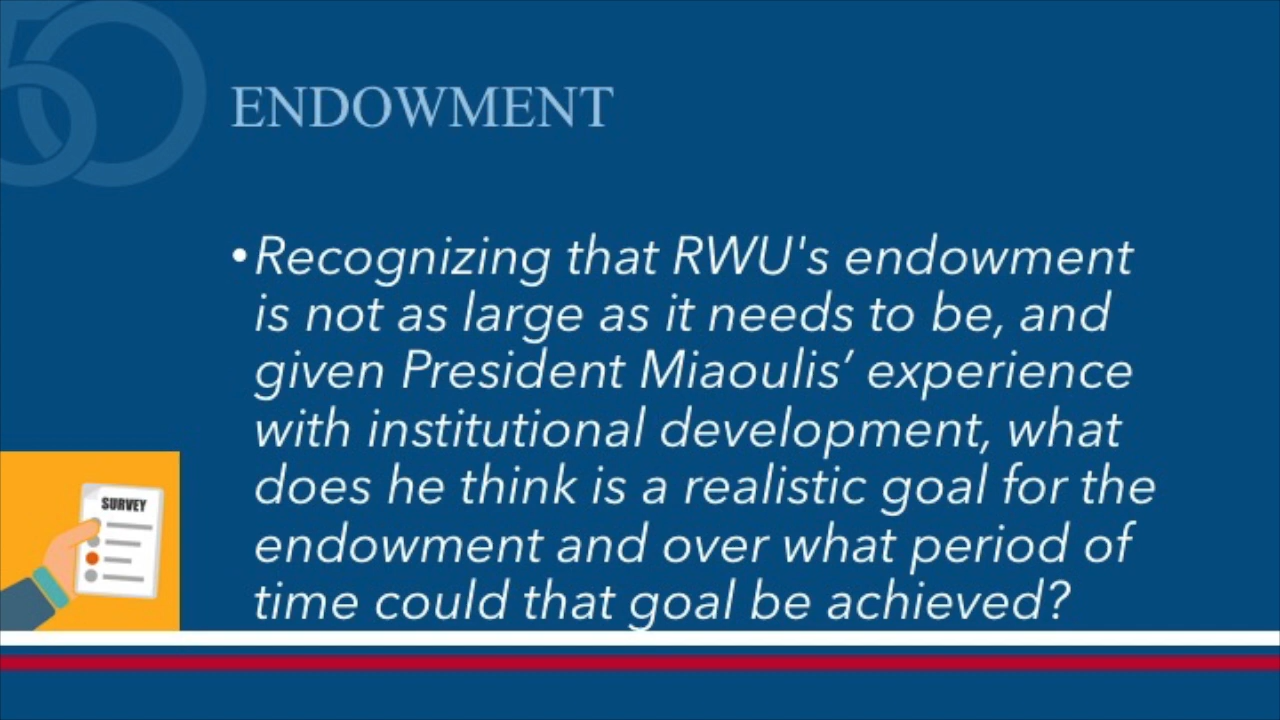 50
ENDOWMENT
•Recognizing that RWU's endowment
is not as large as it needs to be, and
given President Miaoulis’ experience
with institutional development, what
does he think is a realistic goal for the
endowment and over what period of
time could that goal be achieved?
SURVEY